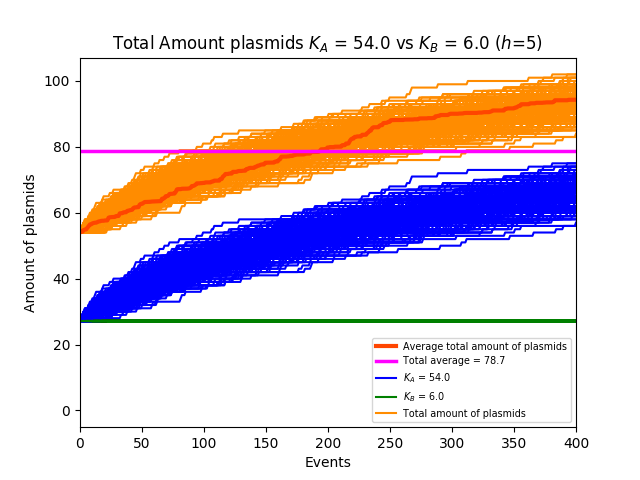 Total Amount plasmids K_A = 54.0 vs K_B = 6.0 (h=5)
100
80
60
40
20
0
Amount of plasmids
Average total amount of plasmids
Total average = 78.7
K_A = 54.0
K_B = 6.0
Total amount of plasmids
0 50 100 150 200 250 300 350 400
Events